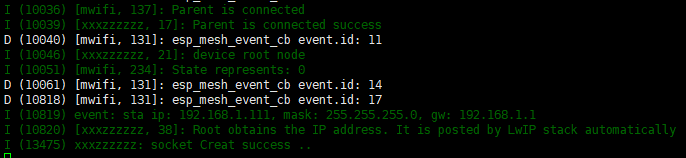 I (10036) [mwifi, 137]: Parent is connected
I (10039) [xxxzzzzzz, 17]: Parent is connected success
D (10040) [mwifi, 131]: esp_mesh_event_cb event.id: 11
I (10046) [xxxzzzzzz, 21]: device root node
I (10051) [mwifi, 234]: State represents: 0
D (10061) [mwifi, 131]: esp_mesh_event_cb event.id: 14
D (10818) [mwifi, 131]: esp_mesh_event_cb event.id: 17
I (10819) event: sta ip: 192.168.1.111, mask: 255.255.255.0, gw: 192.168.1.1
I (10820) [xxxzzzzzz, 38]: Root obtains the IP address. It is posted by LwIP stack automatically
I (13475) xxxzzzzzz: socket Creat success ..